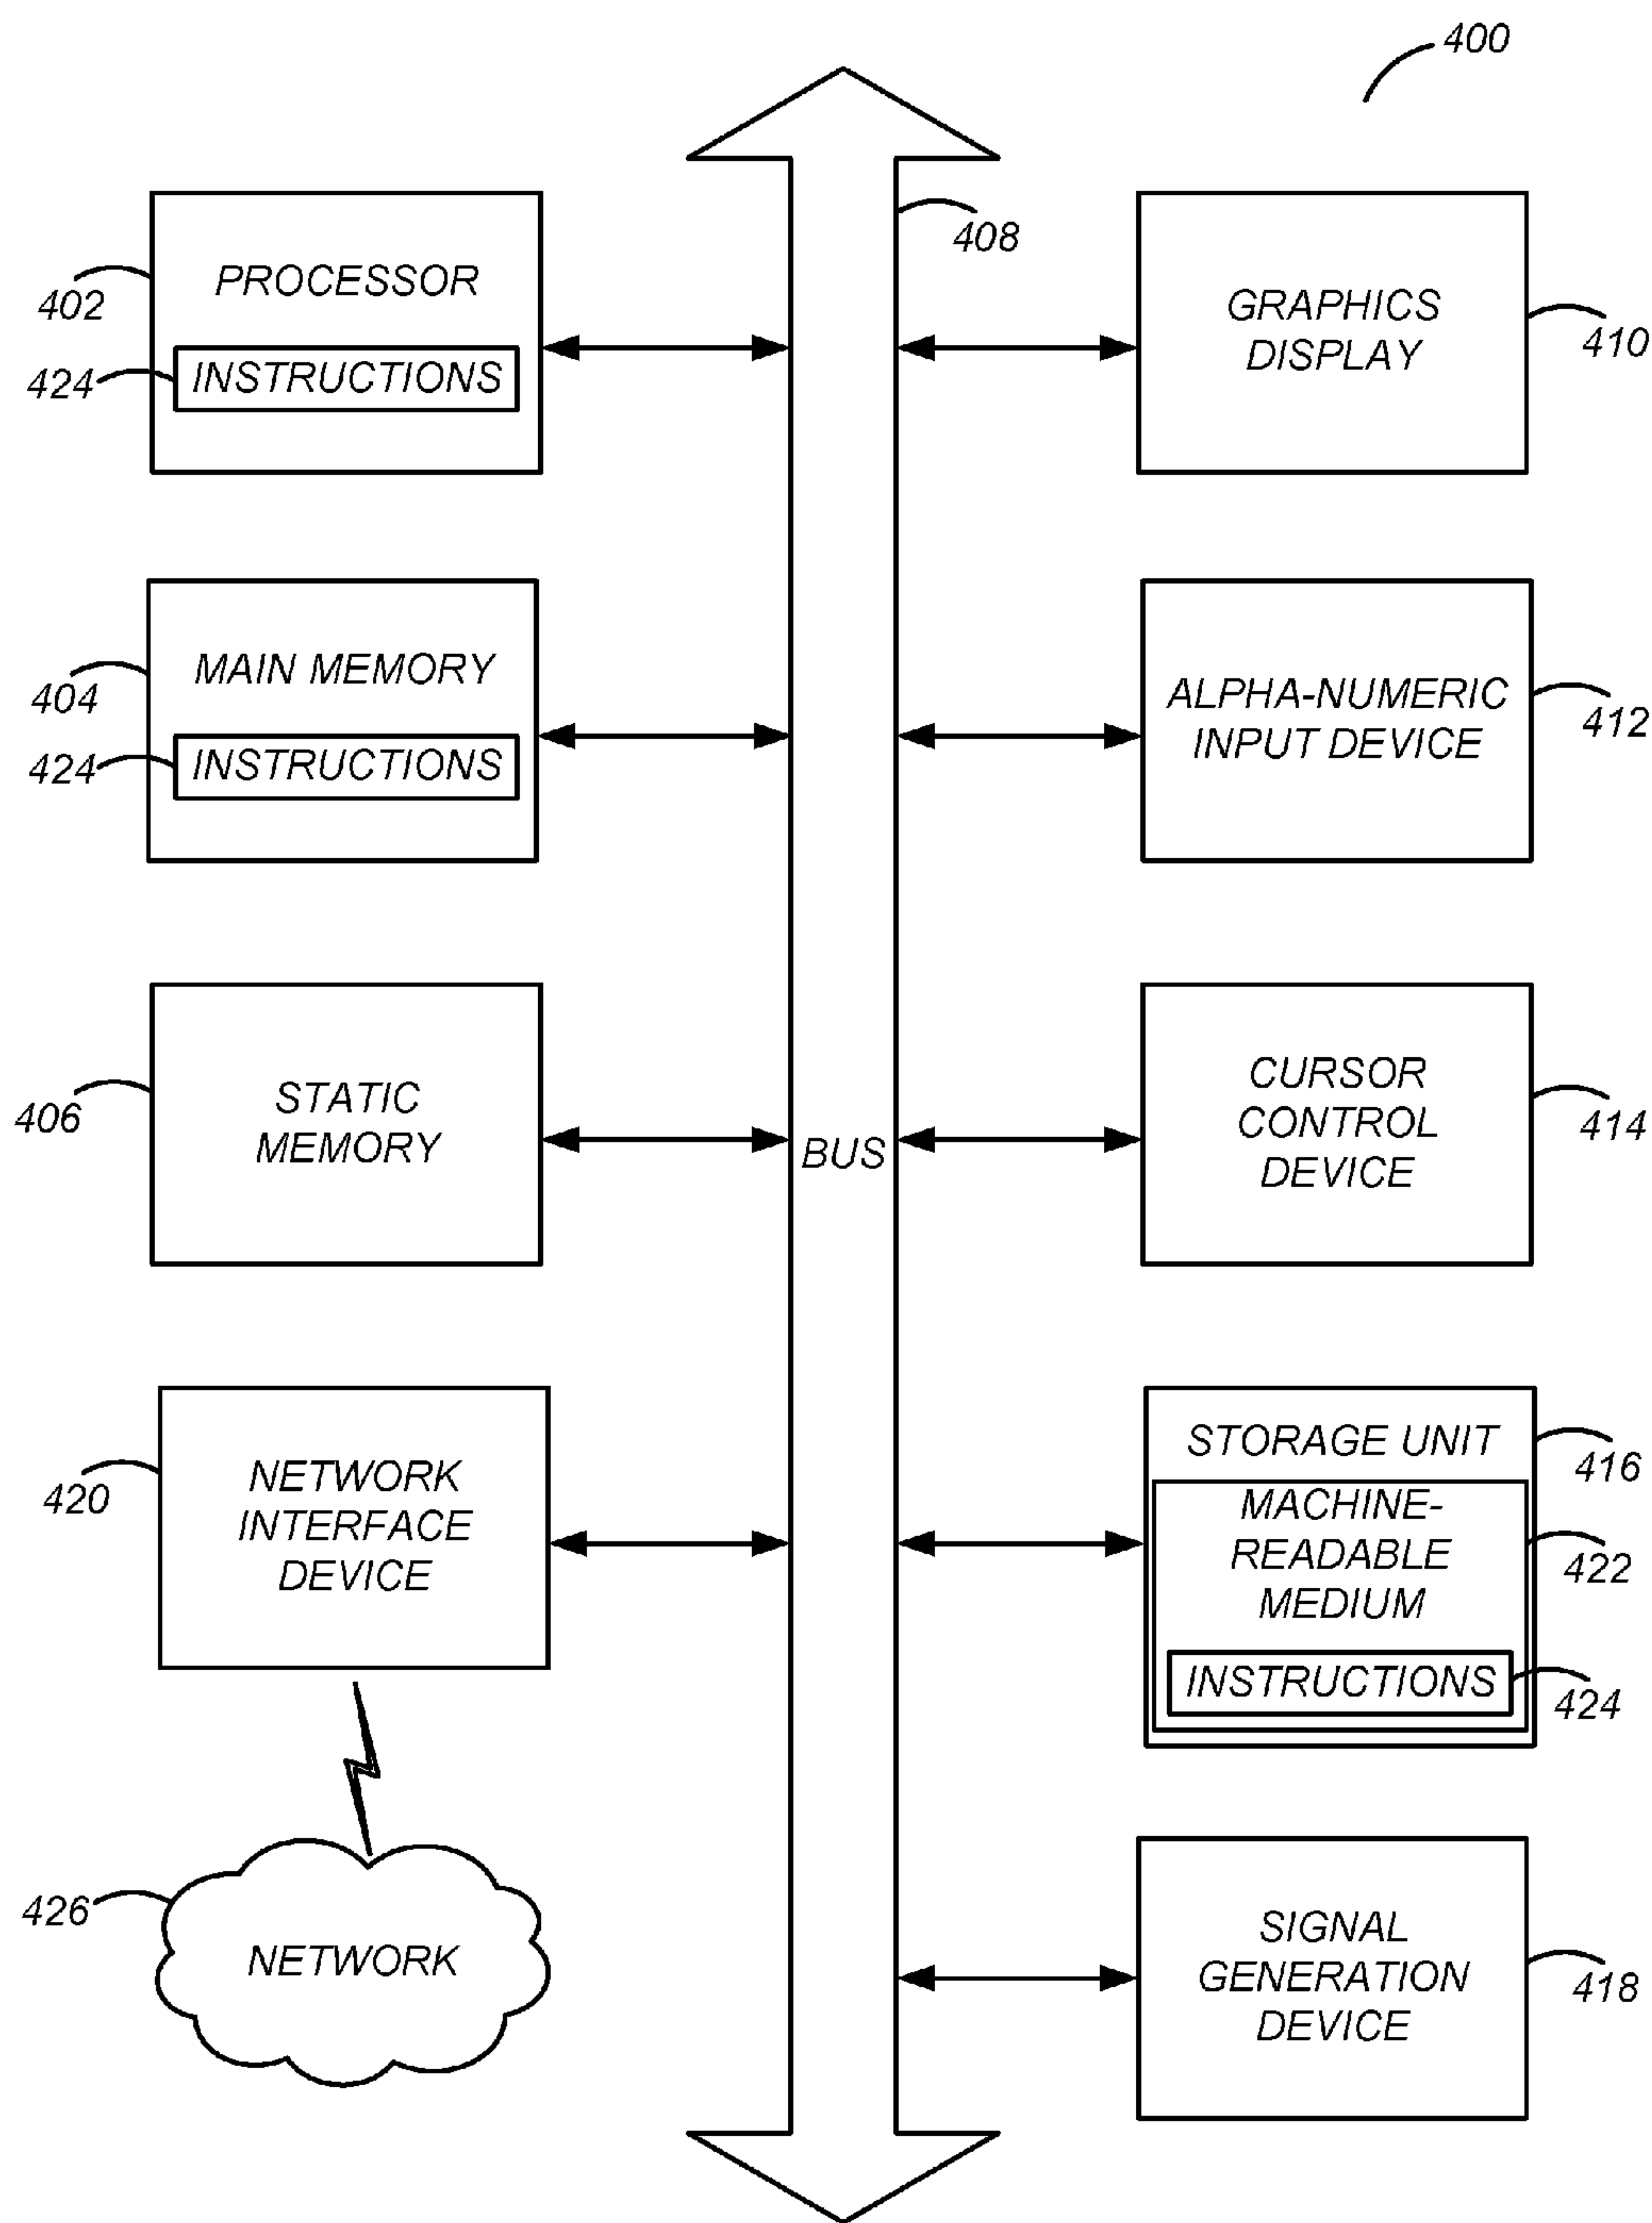 400
408
PROCESSOR
402
INSTRUCTIONS
424
GRAPHICS
DISPLAY
410
MAIN MEMORY
404
INSTRUCTIONS
424
ALPHA-NUMERIC
INPUT DEVICE
412
STATIC
MEMORY
406
BUS
CURSOR
CONTROL
DEVICE
414
NETWORK
INTERFACE
DEVICE
420
STORAGE UNIT
416
MACHINE-
READABLE
MEDIUM
422
INSTRUCTIONS
424
426
NETWORK
SIGNAL
GENERATION
DEVICE
418